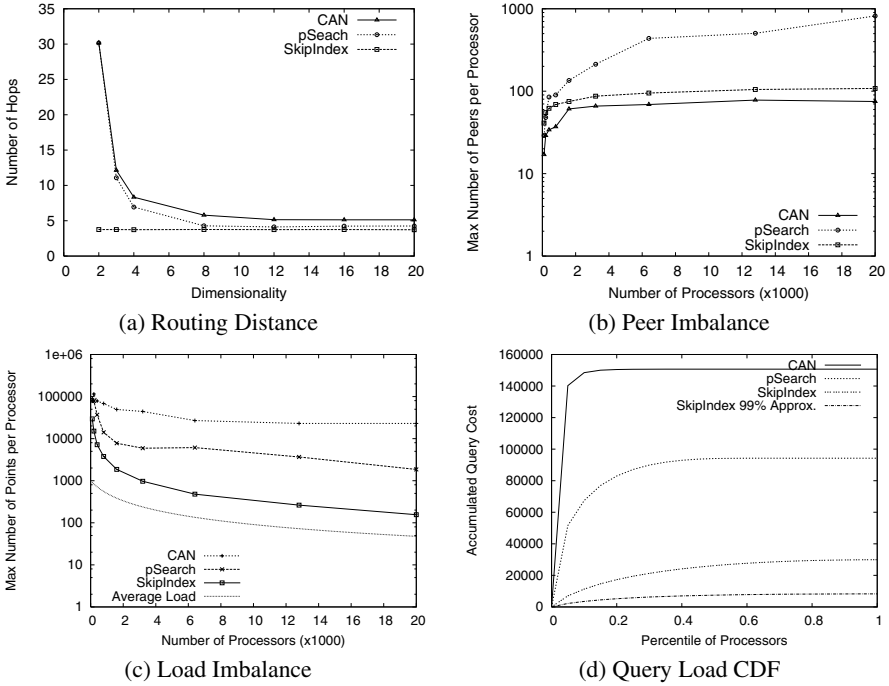 35
30
25
20
15
10
5
0
0 2 4 6 8 10 12 14 16 18 20
Number of Hops
Dimensionality
CAN
pSeach
SkipIndex
(a) Routing Distance
1000
100
10
1
0 2 4 6 8 10 12 14 16 18 20
Max Number of Peers per Processor
Number of Processors (x1000)
CAN
pSearch
SkipIndex
(b) Peer Imbalance
1e+06
100000
10000
1000
100
10
1
0 2 4 6 8 10 12 14 16 18 20
Max Number of Points per Processor
Number of Processors (x1000)
CAN
pSearch
SkipIndex
Average Load
(c) Load Imbalance
160000
140000
120000
100000
80000
60000
40000
20000
0
0 0.2 0.4 0.6 0.8 1
Accumulated Query Cost
Percentile of Processors
CAN
pSearch
SkipIndex
SkipIndex 99% Approx.
(d) Query Load CDF